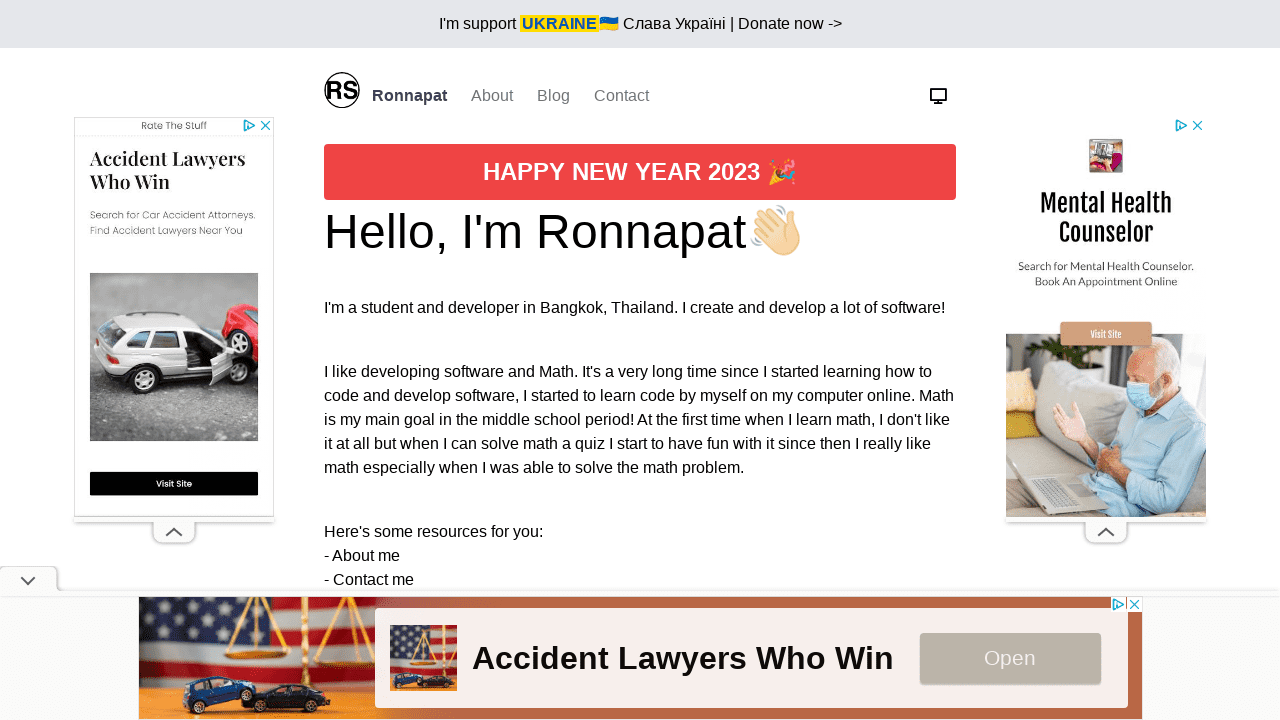 I'm support UKRAINE🇺🇦 Слава Україні | Donate now ->
RS Ronnapat About Blog Contact
Rate The Stuff
Accident Lawyers
Who Win
Search for Car Accident Attorneys.
Find Accident Lawyers Near You
Visit Site
HAPPY NEW YEAR 2023 🎉
Hello, I'm Ronnapat👋🏻
I'm a student and developer in Bangkok, Thailand. I create and develop a lot of software!
I like developing software and Math. It's a very long time since I started learning how to
code and develop software, I started to learn code by myself on my computer online. Math
is my main goal in the middle school period! At the first time when I learn math, I don't like
it at all but when I can solve math a quiz I start to have fun with it since then I really like
math especially when I was able to solve the math problem.
Here's some resources for you:
- About me
- Contact me
Mental Health
Counselor
Search for Mental Health Counselor.
Book An Appointment Online
Visit Site
Accident Lawyers Who Win
Open